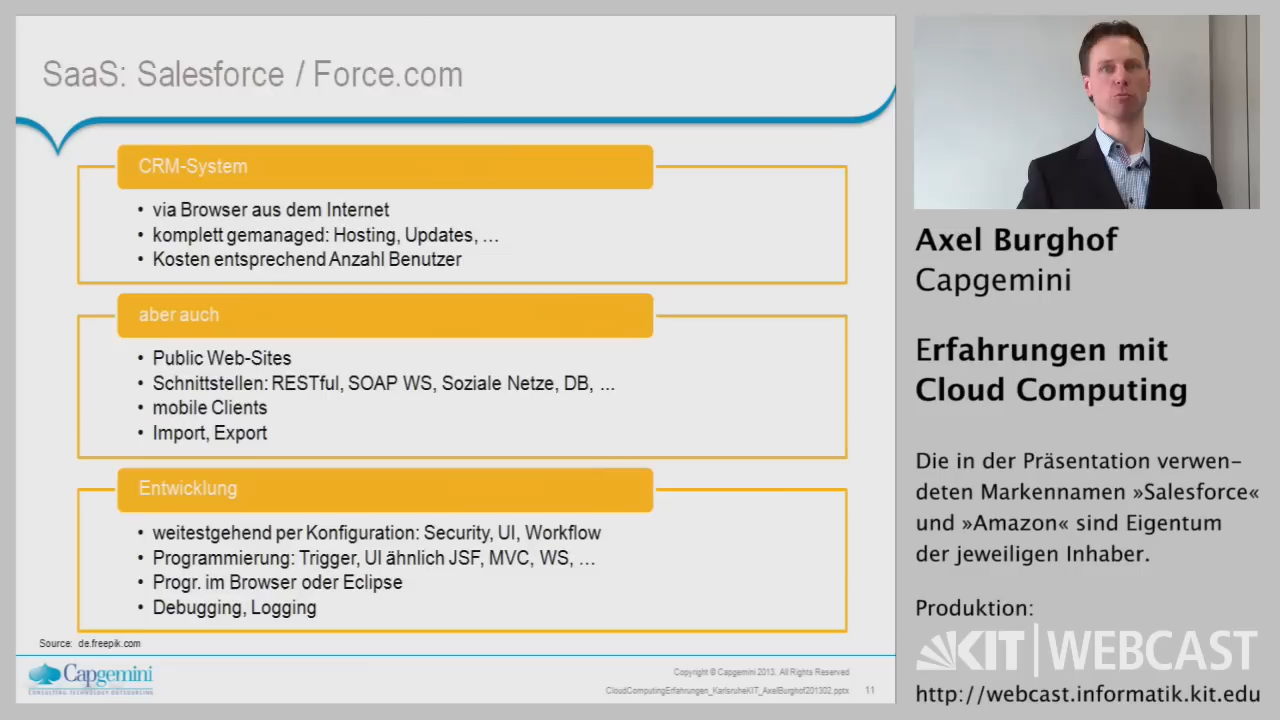 SaaS: Salesforce / Force.com
CRM-System
• via Browser aus dem Internet
• komplett gemanaged: Hosting, Updates, …
• Kosten entsprechend Anzahl Benutzer
aber auch
• Public Web-Sites
• Schnittstellen: RESTful, SOAP WS, Soziale Netze, DB, …
• mobile Clients
• Import, Export
Entwicklung
• weitestgehend per Konfiguration: Security, UI, Workflow
• Programmierung: Trigger, UI ähnlich JSF, MVC, WS, …
• Progr. im Browser oder Eclipse
• Debugging, Logging
Source: de.freepik.com
Capgemini
CONSULTING.TECHNOLOGY.OUTSOURCING
Copyright © Capgemini 2013. All Rights Reserved
CloudComputingErfahrungen_KarlsruheKIT_AxelBurghof201302.pptx 11
Axel Burghof
Capgemini
Erfahrungen mit
Cloud Computing
Die in der Präsentation verwen-
deten Markennamen »Salesforce«
und »Amazon« sind Eigentum
der jeweiligen Inhaber.
Produktion:
KIT WEBCAST
http://webcast.informatik.kit.edu